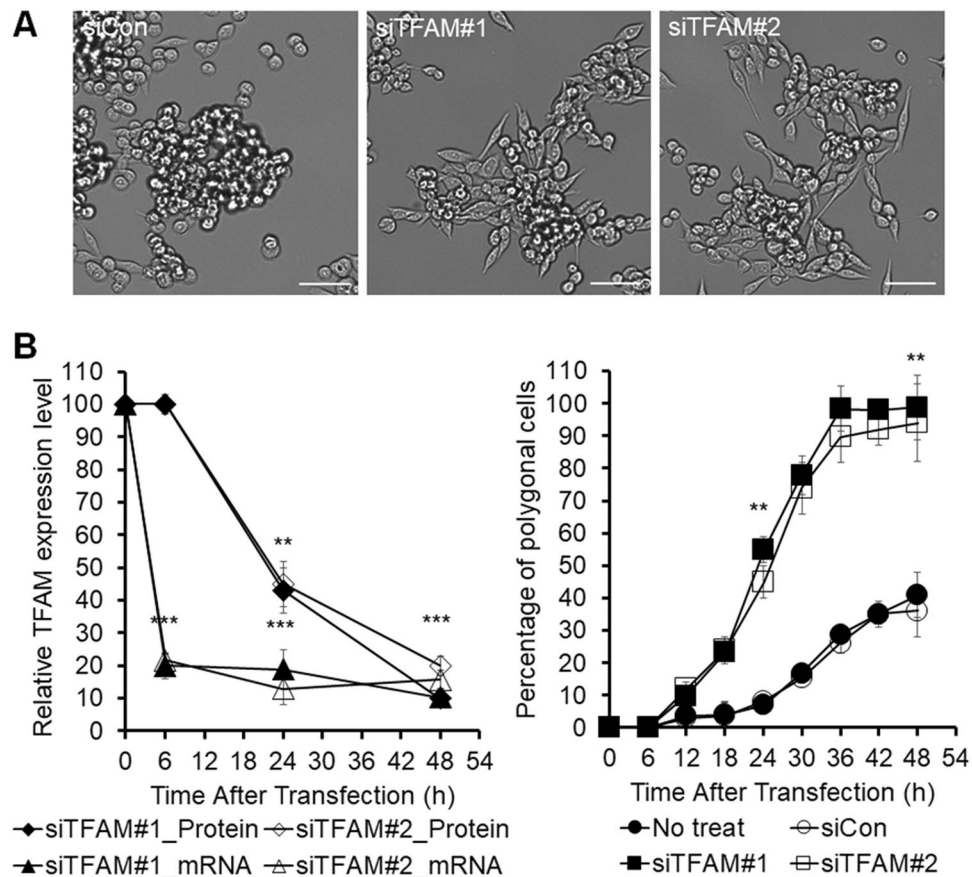 A
siCon
siTFAM#1
siTFAM#2
B
Relative TFAM expression level
110
100
90
80
70
60
50
40
30
20
10
0
***
**
***
***
0 6 12 18 24 30 36 42 48 54
Time After Transfection (h)
siTFAM#1_Protein siTFAM#2_Protein
siTFAM#1_mRNA siTFAM#2_mRNA
Percentage of polygonal cells
110
100
90
80
70
60
50
40
30
20
10
0
**
**
0 6 12 18 24 30 36 42 48 54
Time After Transfection (h)
No treat siCon
siTFAM#1 siTFAM#2